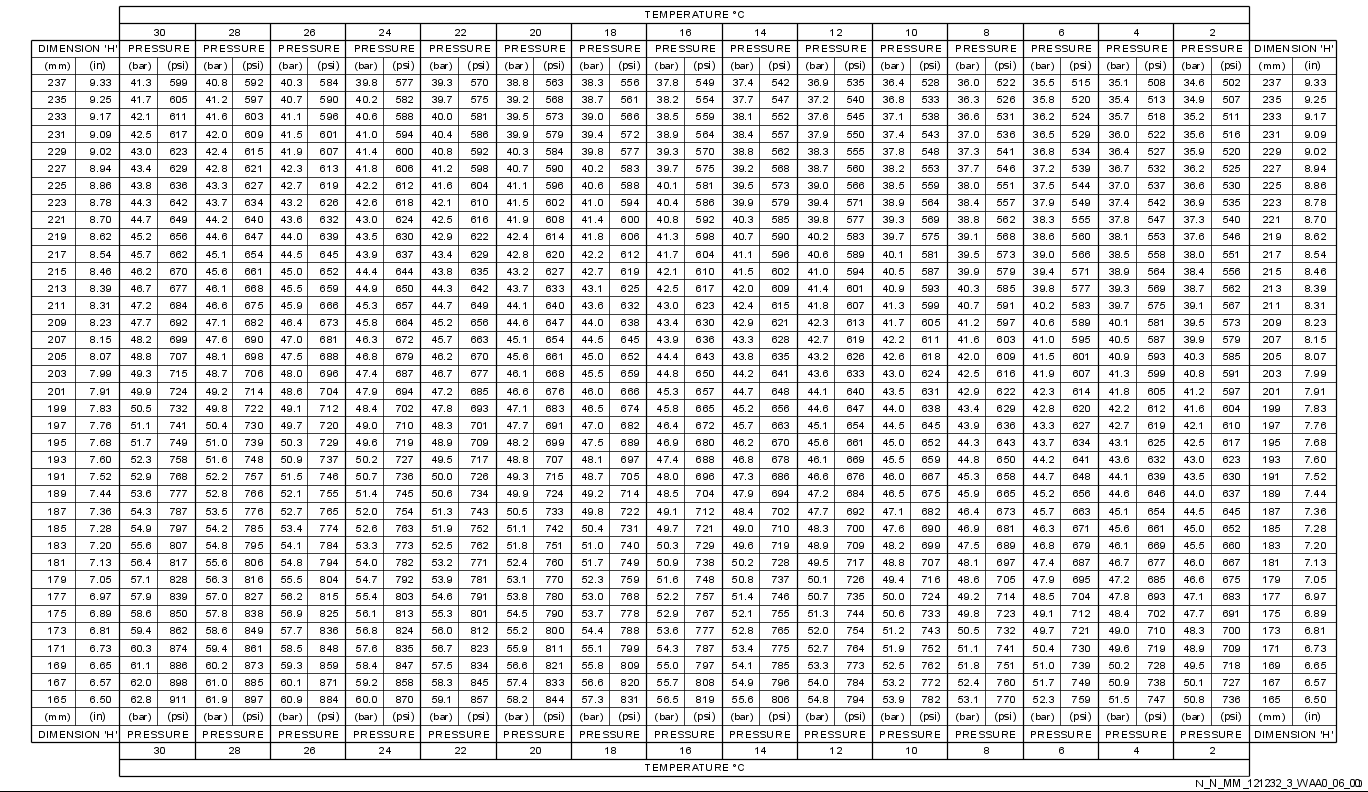 TEMPERATURE °C
30 28 26 24 22 20 18 16 14 12 10 8 6 4 2
DIMENSION 'H' PRESSURE PRESSURE PRESSURE PRESSURE PRESSURE PRESSURE PRESSURE PRESSURE PRESSURE PRESSURE PRESSURE PRESSURE PRESSURE PRESSURE PRESSURE DIMENSION 'H'
(mm) (in) (bar) (psi) (bar) (psi) (bar) (psi) (bar) (psi) (bar) (psi) (bar) (psi) (bar) (psi) (bar) (psi) (bar) (psi) (bar) (psi) (bar) (psi) (bar) (psi) (bar) (psi) (bar) (psi) (bar) (psi) (mm) (in)
237 9.33 41.3 599 40.8 592 40.3 584 39.8 577 39.3 570 38.8 563 38.3 556 37.8 549 37.4 542 36.9 535 36.4 528 36.0 522 35.5 515 35.1 508 34.6 502 237 9.33
235 9.25 41.7 605 41.2 597 40.7 590 40.2 582 39.7 575 39.2 568 38.7 561 38.2 554 37.7 547 37.2 540 36.8 533 36.3 526 35.8 520 35.4 513 34.9 507 235 9.25
233 9.17 42.1 611 41.6 603 41.1 596 40.6 588 40.0 581 39.5 573 39.0 566 38.5 559 38.1 552 37.6 545 37.1 538 36.6 531 36.2 524 35.7 518 35.2 511 233 9.17
231 9.09 42.5 617 42.0 609 41.5 601 41.0 594 40.4 586 39.9 579 39.4 572 38.9 564 38.4 557 37.9 550 37.4 543 37.0 536 36.5 529 36.0 522 35.6 516 231 9.09
229 9.02 43.0 623 42.4 615 41.9 607 41.4 600 40.8 592 40.3 584 39.8 577 39.3 570 38.8 562 38.3 555 37.8 548 37.3 541 36.8 534 36.4 527 35.9 520 229 9.02
227 8.94 43.4 629 42.8 621 42.3 613 41.8 606 41.2 598 40.7 590 40.2 583 39.7 575 39.2 568 38.7 560 38.2 553 37.7 546 37.2 539 36.7 532 36.2 525 227 8.94
225 8.86 43.8 636 43.3 627 42.7 619 42.2 612 41.6 604 41.1 596 40.6 588 40.1 581 39.5 573 39.0 566 38.5 559 38.0 551 37.5 544 37.0 537 36.6 530 225 8.86
223 8.78 44.3 642 43.7 634 43.2 626 42.6 618 42.1 610 41.5 602 41.0 594 40.4 586 39.9 579 39.4 571 38.9 564 38.4 557 37.9 549 37.4 542 36.9 535 223 8.78
221 8.70 44.7 649 44.2 640 43.6 632 43.0 624 42.5 616 41.9 608 41.4 600 40.8 592 40.3 585 39.8 577 39.3 569 38.8 562 38.3 555 37.8 547 37.3 540 221 8.70
219 8.62 45.2 656 44.6 647 44.0 639 43.5 630 42.9 622 42.4 614 41.8 606 41.3 598 40.7 590 40.2 583 39.7 575 39.1 568 38.6 560 38.1 553 37.6 546 219 8.62
217 8.54 45.7 662 45.1 654 44.5 645 43.9 637 43.4 629 42.8 620 42.2 612 41.7 604 41.1 596 40.6 589 40.1 581 39.5 573 39.0 566 38.5 558 38.0 551 217 8.54
215 8.46 46.2 670 45.6 661 45.0 652 44.4 644 43.8 635 43.2 627 42.7 619 42.1 610 41.5 602 41.0 594 40.5 587 39.9 579 39.4 571 38.9 564 38.4 556 215 8.46
213 8.39 46.7 677 46.1 668 45.5 659 44.9 650 44.3 642 43.7 633 43.1 625 42.5 617 42.0 609 41.4 601 40.9 593 40.3 585 39.8 577 39.3 569 38.7 562 213 8.39
211 8.31 47.2 684 46.6 675 45.9 666 45.3 657 44.7 649 44.1 640 43.6 632 43.0 623 42.4 615 41.8 607 41.3 599 40.7 591 40.2 583 39.7 575 39.1 567 211 8.31
209 8.23 47.7 692 47.1 682 46.4 673 45.8 664 45.2 656 44.6 647 44.0 638 43.4 630 42.9 621 42.3 613 41.7 605 41.2 597 40.6 589 40.1 581 39.5 573 209 8.23
207 8.15 48.2 699 47.6 690 47.0 681 46.3 672 45.7 663 45.1 654 44.5 645 43.9 636 43.3 628 42.7 619 42.2 611 41.6 603 41.0 595 40.5 587 39.9 579 207 8.15
205 8.07 48.8 707 48.1 698 47.5 688 46.8 679 46.2 670 45.6 661 45.0 652 44.4 643 43.8 635 43.2 626 42.6 618 42.0 609 41.5 601 40.9 593 40.3 585 205 8.07
203 7.99 49.3 715 48.7 706 48.0 696 47.4 687 46.7 677 46.1 668 45.5 659 44.8 650 44.2 641 43.6 633 43.0 624 42.5 616 41.9 607 41.3 599 40.8 591 203 7.99
201 7.91 49.9 724 49.2 714 48.6 704 47.9 694 47.2 685 46.6 676 46.0 666 45.3 657 44.7 648 44.1 640 43.5 631 42.9 622 42.3 614 41.8 605 41.2 597 201 7.91
199 7.83 50.5 732 49.8 722 49.1 712 48.4 702 47.8 693 47.1 683 46.5 674 45.8 665 45.2 656 44.6 647 44.0 638 43.4 629 42.8 620 42.2 612 41.6 604 199 7.83
197 7.76 51.1 741 50.4 730 49.7 720 49.0 710 48.3 701 47.7 691 47.0 682 46.4 672 45.7 663 45.1 654 44.5 645 43.9 636 43.3 627 42.7 619 42.1 610 197 7.76
195 7.68 51.7 749 51.0 739 50.3 729 49.6 719 48.9 709 48.2 699 47.5 689 46.9 680 46.2 670 45.6 661 45.0 652 44.3 643 43.7 634 43.1 625 42.5 617 195 7.68
193 7.60 52.3 758 51.6 748 50.9 737 50.2 727 49.5 717 48.8 707 48.1 697 47.4 688 46.8 678 46.1 669 45.5 659 44.8 650 44.2 641 43.6 632 43.0 623 193 7.60
191 7.52 52.9 768 52.2 757 51.5 746 50.7 736 50.0 726 49.3 715 48.7 705 48.0 696 47.3 686 46.6 676 46.0 667 45.3 658 44.7 648 44.1 639 43.5 630 191 7.52
189 7.44 53.6 777 52.8 766 52.1 755 51.4 745 50.6 734 49.9 724 49.2 714 48.5 704 47.9 694 47.2 684 46.5 675 45.9 665 45.2 656 44.6 646 44.0 637 189 7.44
187 7.36 54.3 787 53.5 776 52.7 765 52.0 754 51.3 743 50.5 733 49.8 722 49.1 712 48.4 702 47.7 692 47.1 682 46.4 673 45.7 663 45.1 654 44.5 645 187 7.36
185 7.28 54.9 797 54.2 785 53.4 774 52.6 763 51.9 752 51.1 742 50.4 731 49.7 721 49.0 710 48.3 700 47.6 690 46.9 681 46.3 671 45.6 661 45.0 652 185 7.28
183 7.20 55.6 807 54.8 795 54.1 784 53.3 773 52.5 762 51.8 751 51.0 740 50.3 729 49.6 719 48.9 709 48.2 699 47.5 689 46.8 679 46.1 669 45.5 660 183 7.20
181 7.13 56.4 817 55.6 806 54.8 794 54.0 782 53.2 771 52.4 760 51.7 749 50.9 738 50.2 728 49.5 717 48.8 707 48.1 697 47.4 687 46.7 677 46.0 667 181 7.13
179 7.05 57.1 828 56.3 816 55.5 804 54.7 792 53.9 781 53.1 770 52.3 759 51.6 748 50.8 737 50.1 726 49.4 716 48.6 705 47.9 695 47.2 685 46.6 675 179 7.05
177 6.97 57.9 839 57.0 827 56.2 815 55.4 803 54.6 791 53.8 780 53.0 768 52.2 757 51.4 746 50.7 735 50.0 724 49.2 714 48.5 704 47.8 693 47.1 683 177 6.97
175 6.89 58.6 850 57.8 838 56.9 825 56.1 813 55.3 801 54.5 790 53.7 778 52.9 767 52.1 755 51.3 744 50.6 733 49.8 723 49.1 712 48.4 702 47.7 691 175 6.89
173 6.81 59.4 862 58.6 849 57.7 836 56.8 824 56.0 812 55.2 800 54.4 788 53.6 777 52.8 765 52.0 754 51.2 743 50.5 732 49.7 721 49.0 710 48.3 700 173 6.81
171 6.73 60.3 874 59.4 861 58.5 848 57.6 835 56.7 823 55.9 811 55.1 799 54.3 787 53.4 775 52.7 764 51.9 752 51.1 741 50.4 730 49.6 719 48.9 709 171 6.73
169 6.65 61.1 886 60.2 873 59.3 859 58.4 847 57.5 834 56.6 821 55.8 809 55.0 797 54.1 785 53.3 773 52.5 762 51.8 751 51.0 739 50.2 728 49.5 718 169 6.65
167 6.57 62.0 898 61.0 885 60.1 871 59.2 858 58.3 845 57.4 833 56.6 820 55.7 808 54.9 796 54.0 784 53.2 772 52.4 760 51.7 749 50.9 738 50.1 727 167 6.57
165 6.50 62.8 911 61.9 897 60.9 884 60.0 870 59.1 857 58.2 844 57.3 831 56.5 819 55.6 806 54.8 794 53.9 782 53.1 770 52.3 759 51.5 747 50.8 736 165 6.50
(mm) (in) (bar) (psi) (bar) (psi) (bar) (psi) (bar) (psi) (bar) (psi) (bar) (psi) (bar) (psi) (bar) (psi) (bar) (psi) (bar) (psi) (bar) (psi) (bar) (psi) (bar) (psi) (bar) (psi) (bar) (psi) (mm) (in)
DIMENSION 'H' PRESSURE PRESSURE PRESSURE PRESSURE PRESSURE PRESSURE PRESSURE PRESSURE PRESSURE PRESSURE PRESSURE PRESSURE PRESSURE PRESSURE PRESSURE DIMENSION 'H'
30 28 26 24 22 20 18 16 14 12 10 8 6 4 2
TEMPERATURE °C
N_N_MM_121232_3_WAA0_06_00